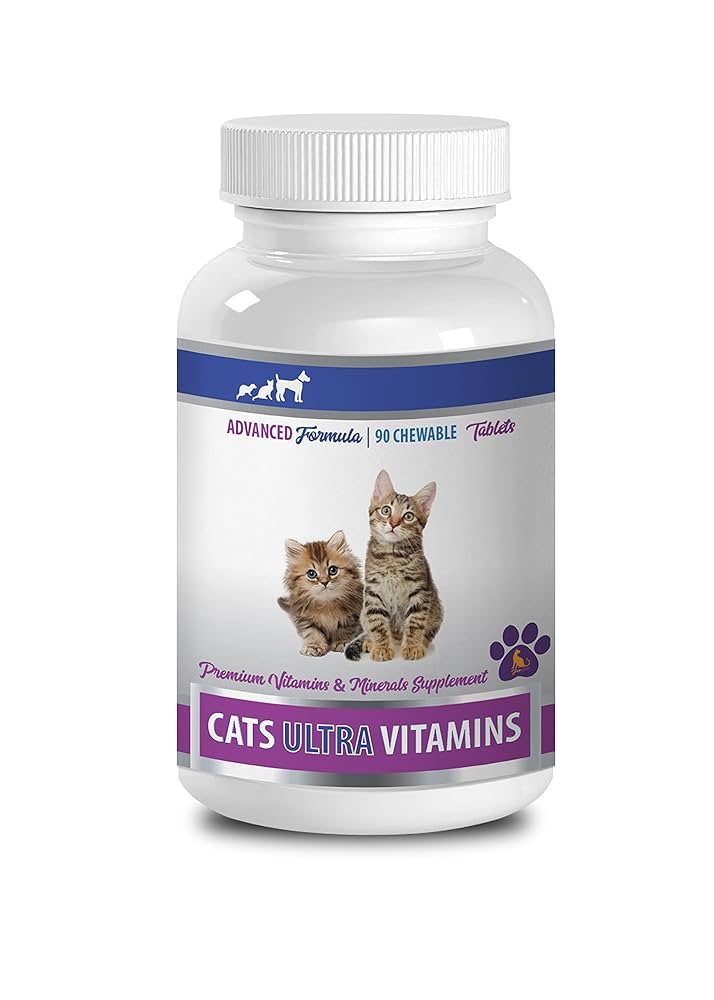 ADVANCED Formula | 90 CHEWABLE Tablets
Premium Vitamins & Minerals Supplement
CATS ULTRA VITAMINS